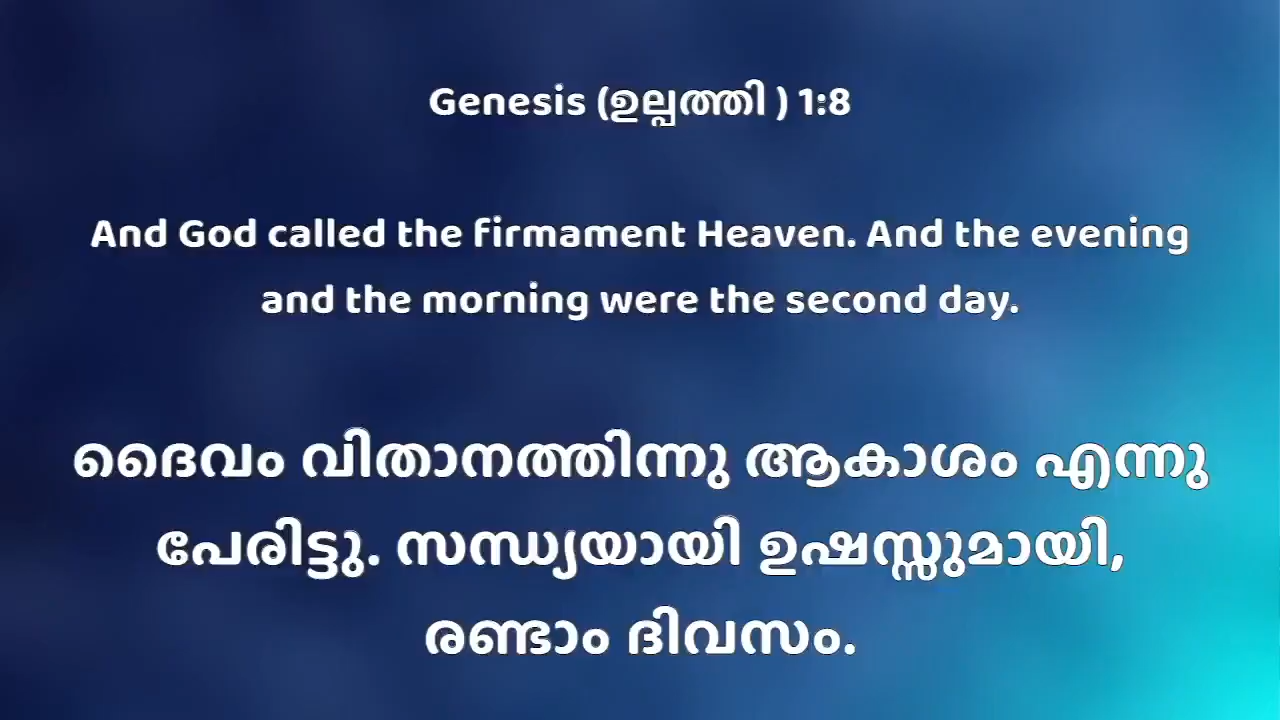 Genesis (ഉല്പത്തി ) 1:8
And God called the firmament Heaven. And the evening
and the morning were the second day.
ദൈവം വിതാനത്തിന്നു ആകാശം എന്നു
പേരിട്ടു. സന്ധ്യയായി ഉഷസ്സുമായി,
രണ്ടാം ദിവസം.